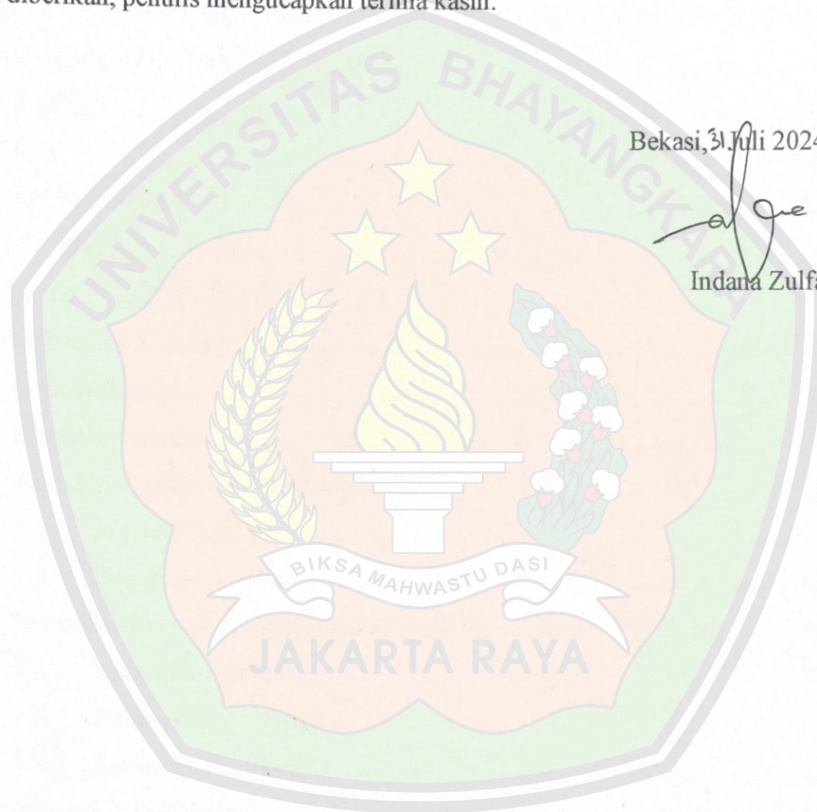 diberikan, penulis mengucapkan terima kasih.
UNIVERSITAS BHAYANGKARA
Bekasi, 31 Juli 2024
Indana Zulfa
BIKSA MAHWASTU DASI
JAKARTA RAYA